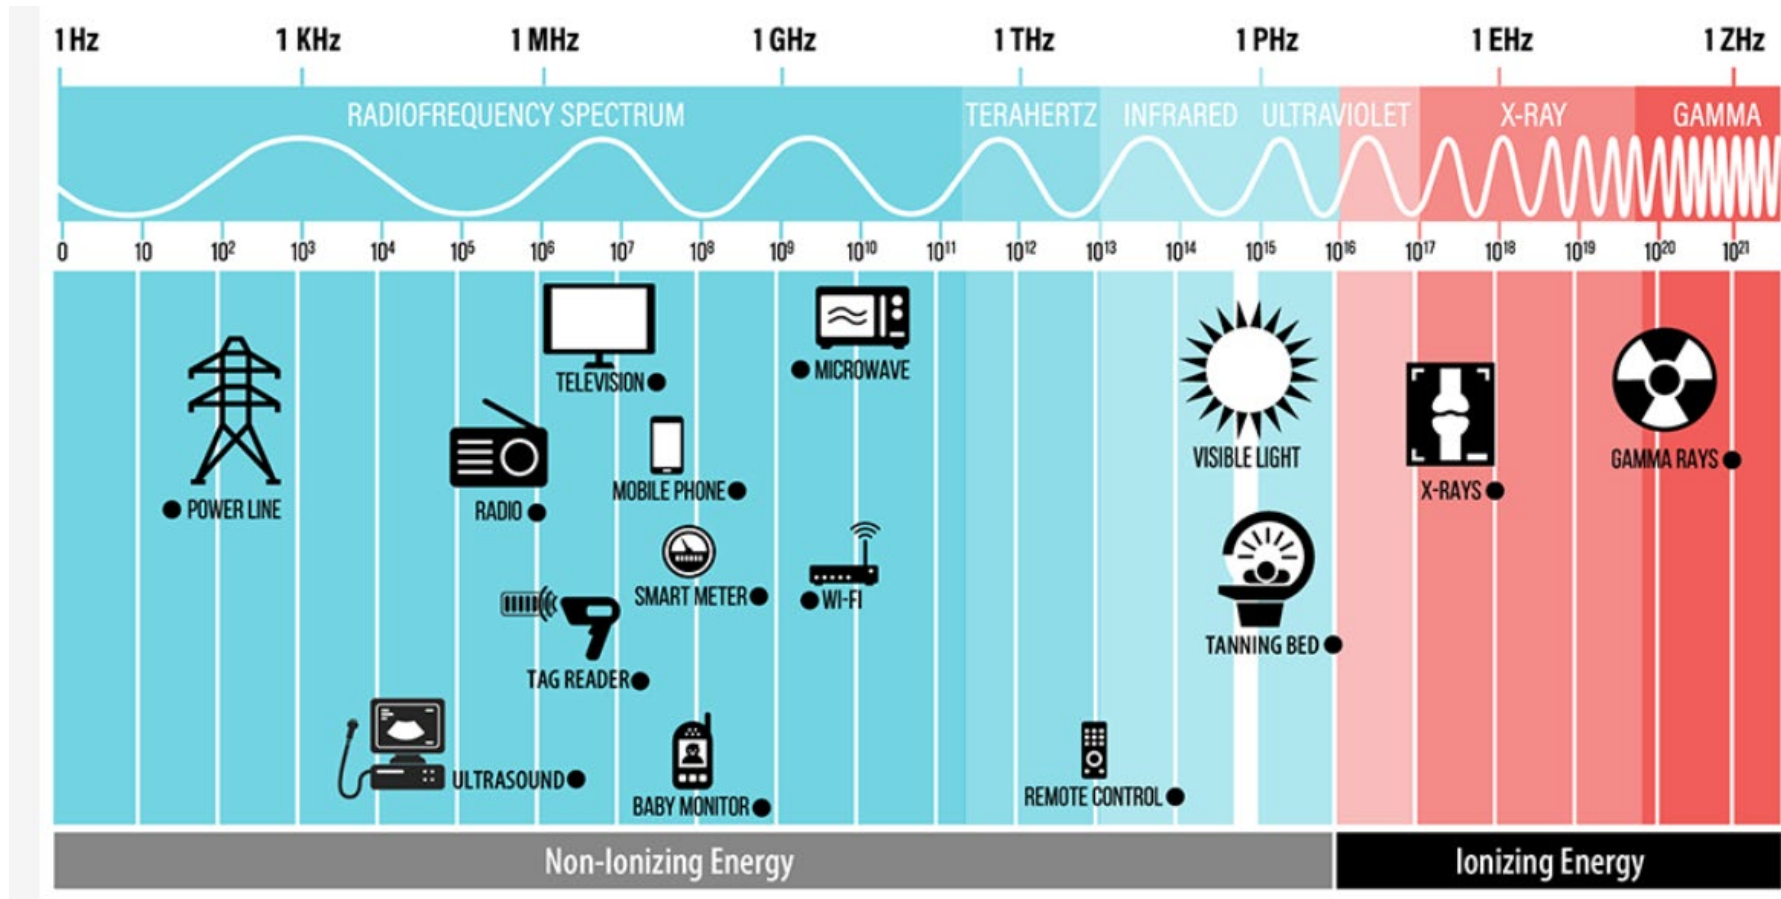 1 Hz 1 KHz 1 MHz 1 GHz 1 THz 1 PHz 1 EHz 1 ZHz
RADIOFREQUENCY SPECTRUM TERAHERTZ INFRARED ULTRAVIOLET X-RAY GAMMA
0 10 10² 10³ 10⁴ 10⁵ 10⁶ 10⁷ 10⁸ 10⁹ 10¹⁰ 10¹¹ 10¹² 10¹³ 10¹⁴ 10¹⁵ 10¹⁶ 10¹⁷ 10¹⁸ 10¹⁹ 10²⁰ 10²¹
MICROWAVE
TELEVISION
VISIBLE LIGHT
GAMMA RAYS
MOBILE PHONE
X-RAYS
POWER LINE
RADIO
SMART METER
WI-FI
TANNING BED
TAG READER
ULTRASOUND
REMOTE CONTROL
BABY MONITOR
Non-Ionizing Energy
Ionizing Energy